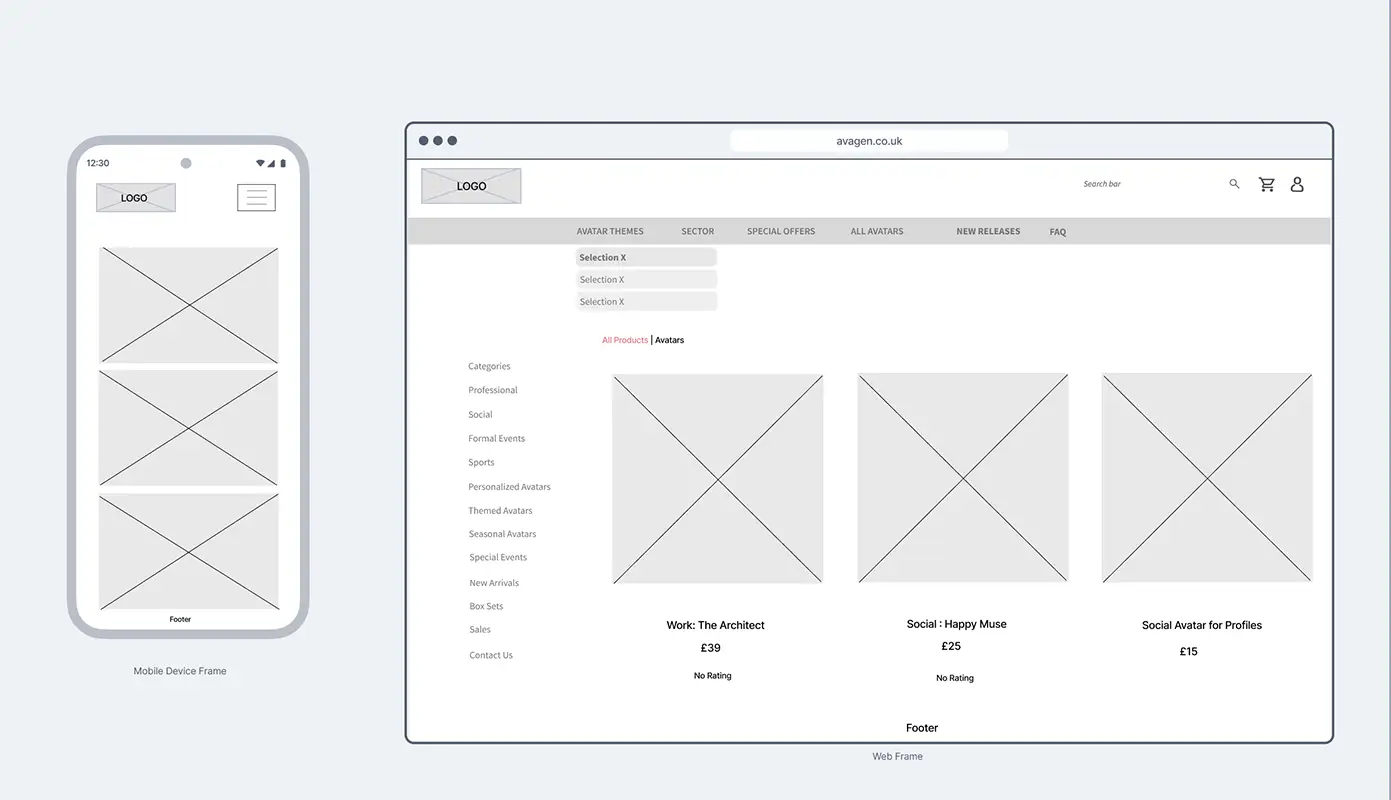 12:30
LOGO
Footer
Mobile Device Frame
avagen.co.uk
LOGO
Search bar
AVATAR THEMES SECTOR SPECIAL OFFERS ALL AVATARS NEW RELEASES FAQ
Selection X
Selection X
Selection X
All Products | Avatars
Categories
Professional
Social
Formal Events
Sports
Personalized Avatars
Themed Avatars
Seasonal Avatars
Special Events
New Arrivals
Box Sets
Sales
Contact Us
Work: The Architect
£39
No Rating
Social : Happy Muse
£25
No Rating
Social Avatar for Profiles
£15
Footer
Web Frame